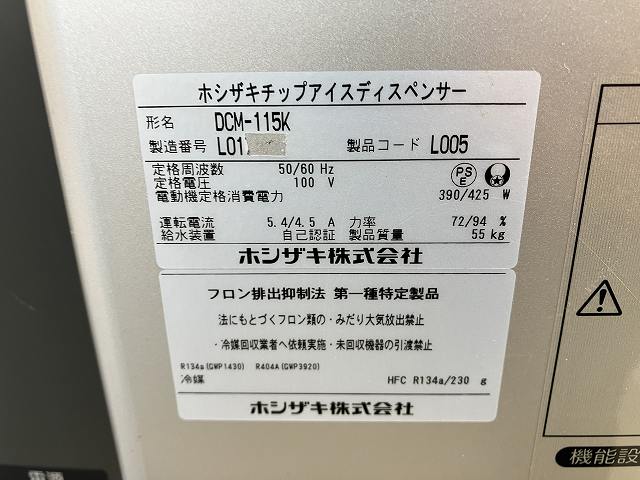 ホシザキチップアイスディスペンサー
形名 DCM-115K
製造番号 L01 製品コード L005
定格周波数 50/60 Hz
定格電圧 100 V
電動機定格消費電力 390/425 W
PSE
運転電流 5.4/4.5 A 力率 72/94 %
給水装置 自己認証 製品質量 55 kg
ホシザキ株式会社
フロン排出抑制法 第一種特定製品
法にもとづくフロン類の・みだり大気放出禁止
・冷媒回収業者へ依頼実施・未回収機器の引渡禁止
R134a(GWP1430) R404A(GWP3920)
冷媒 HFC R134a/230 g
ホシザキ株式会社
機能設
電源